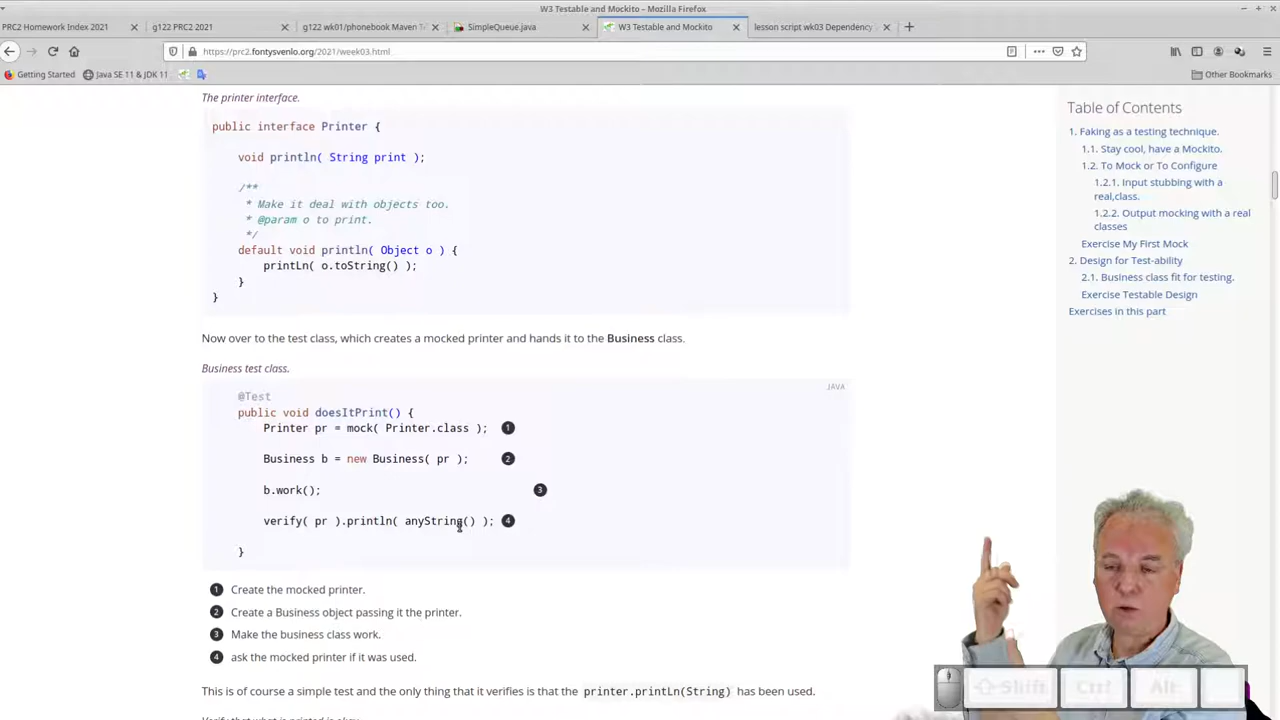 W3 Testable and Mockito - Mozilla Firefox
PRC2 Homework Index 2021
g122 PRC2 2021
g122 wk01/phonebook Maven T
SimpleQueue.java
W3 Testable and Mockito
lesson script wk03 Dependency
https://prc2.fontysvenlo.org/2021/week03.html
Getting Started
Java SE 11 & JDK 11
Other Bookmarks
The printer interface.
public interface Printer {
void println( String print );
/**
* Make it deal with objects too.
* @param o to print.
*/
default void println( Object o ) {
printLn( o.toString() );
}
}
Now over to the test class, which creates a mocked printer and hands it to the Business class.
Business test class.
JAVA
@Test
public void doesItPrint() {
Printer pr = mock( Printer.class ); 1
Business b = new Business( pr ); 2
b.work(); 3
verify( pr ).println( anyString() ); 4
}
1 Create the mocked printer.
2 Create a Business object passing it the printer.
3 Make the business class work.
4 ask the mocked printer if it was used.
This is of course a simple test and the only thing that it verifies is that the printer.printLn(String) has been used.
Verify that what is printed is okay.
Table of Contents
1. Faking as a testing technique.
1.1. Stay cool, have a Mockito.
1.2. To Mock or To Configure
1.2.1. Input stubbing with a
real,class.
1.2.2. Output mocking with a real
classes
Exercise My First Mock
2. Design for Test-ability
2.1. Business class fit for testing.
Exercise Testable Design
Exercises in this part
Shift
Ctrl
Alt